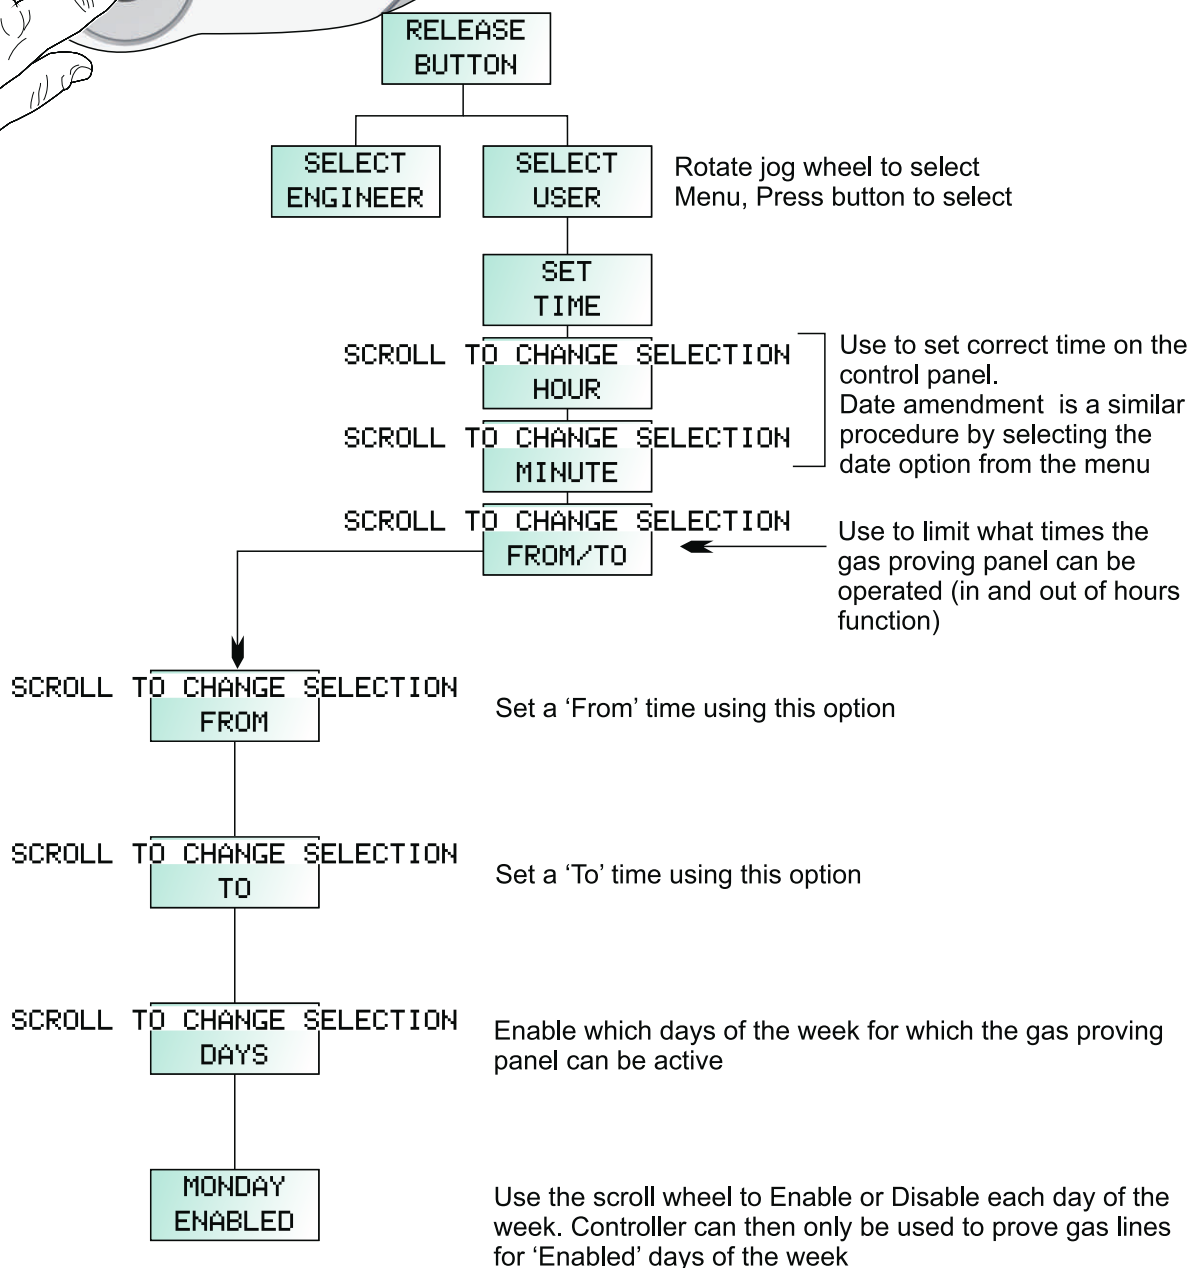 RELEASE
BUTTON
SELECT
ENGINEER
SELECT
USER
Rotate jog wheel to select
Menu, Press button to select
SET
TIME
SCROLL TO CHANGE SELECTION
HOUR
SCROLL TO CHANGE SELECTION
MINUTE
Use to set correct time on the
control panel.
Date amendment is a similar
procedure by selecting the
date option from the menu
SCROLL TO CHANGE SELECTION
FROM/TO
Use to limit what times the
gas proving panel can be
operated (in and out of hours
function)
SCROLL TO CHANGE SELECTION
FROM
Set a ‘From’ time using this option
SCROLL TO CHANGE SELECTION
TO
Set a ‘To’ time using this option
SCROLL TO CHANGE SELECTION
DAYS
Enable which days of the week for which the gas proving
panel can be active
MONDAY
ENABLED
Use the scroll wheel to Enable or Disable each day of the
week. Controller can then only be used to prove gas lines
for ‘Enabled’ days of the week